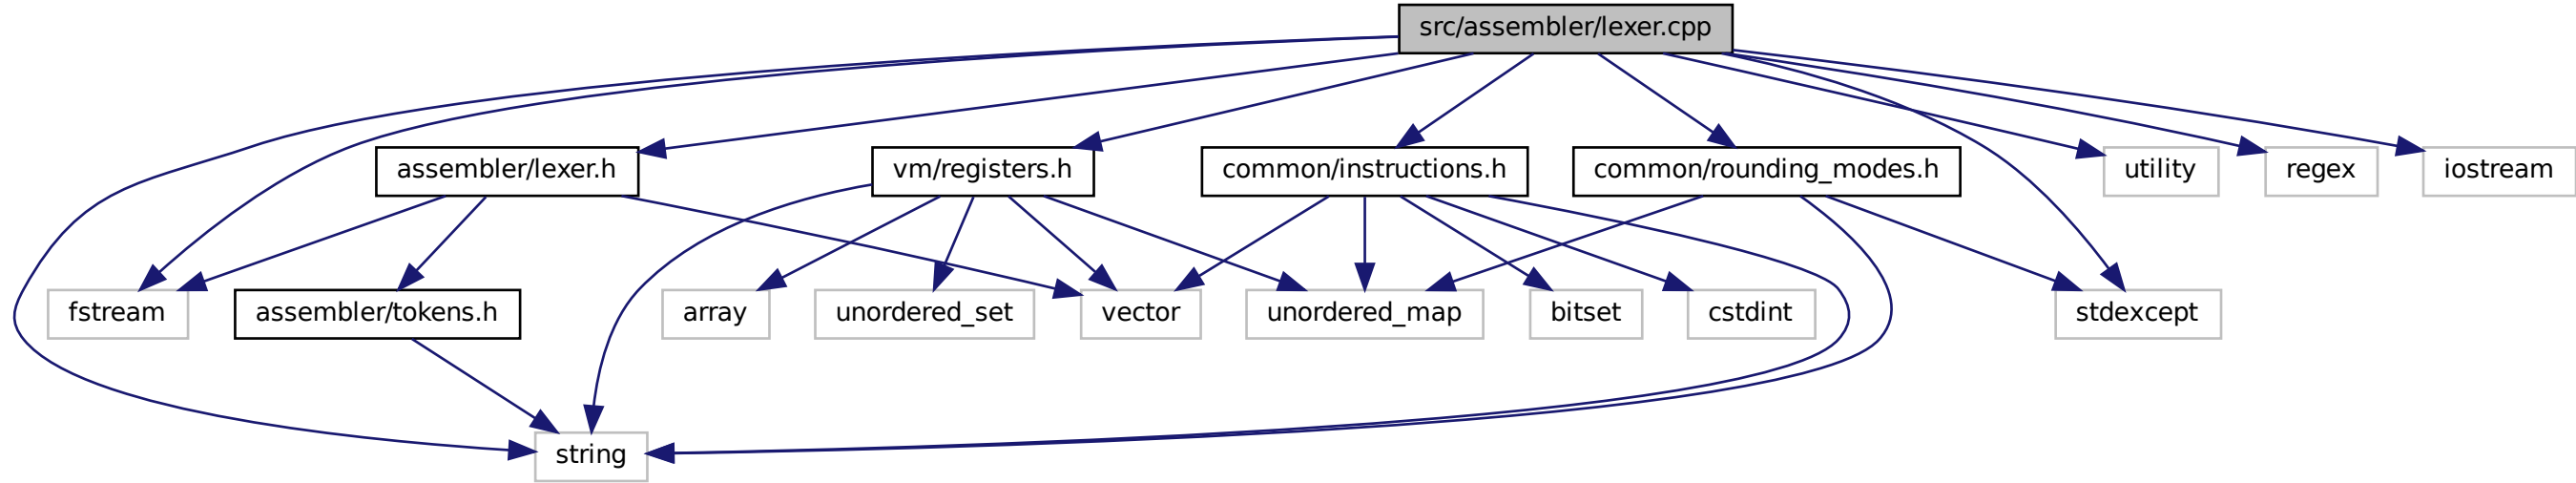 src/assembler/lexer.cpp
assembler/lexer.h
vm/registers.h
common/instructions.h
common/rounding_modes.h
utility
regex
iostream
fstream
assembler/tokens.h
array
unordered_set
vector
unordered_map
bitset
cstdint
stdexcept
string